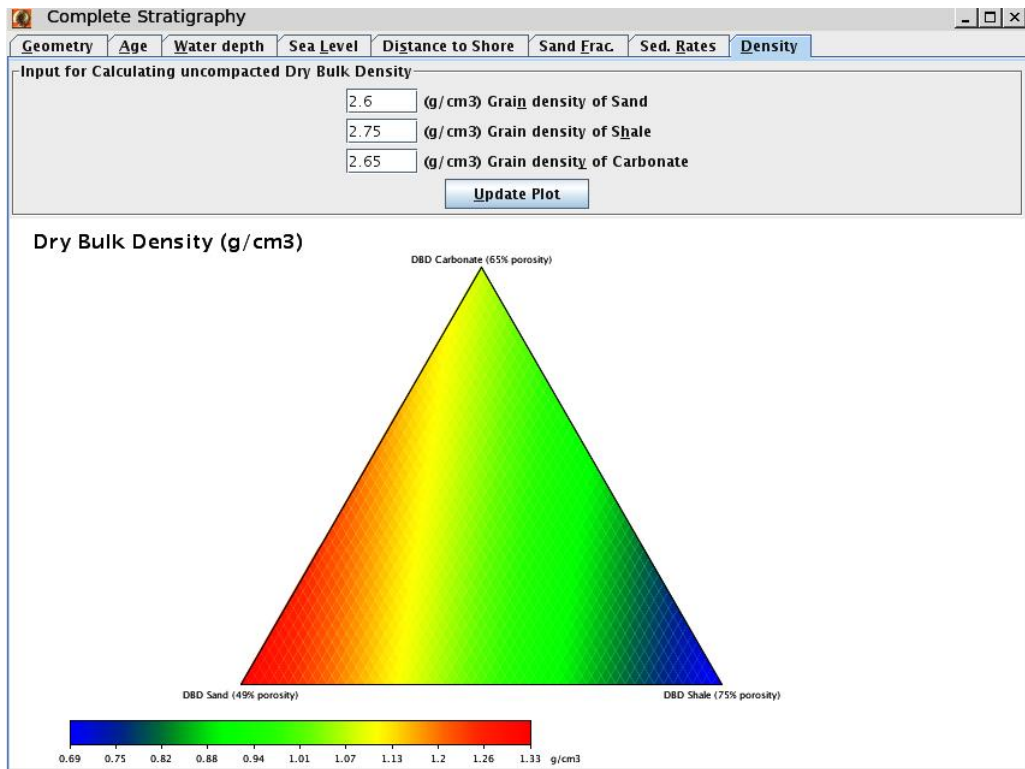 Complete Stratigraphy
Geometry Age Water depth Sea Level Distance to Shore Sand Frac. Sed. Rates Density
Input for Calculating uncompacted Dry Bulk Density
2.6 (g/cm3) Grain density of Sand
2.75 (g/cm3) Grain density of Shale
2.65 (g/cm3) Grain density of Carbonate
Update Plot
Dry Bulk Density (g/cm3)
DBD Carbonate (65% porosity)
DBD Sand (49% porosity) DBD Shale (75% porosity)
0.69 0.75 0.82 0.88 0.94 1.01 1.07 1.13 1.2 1.26 1.33 g/cm3